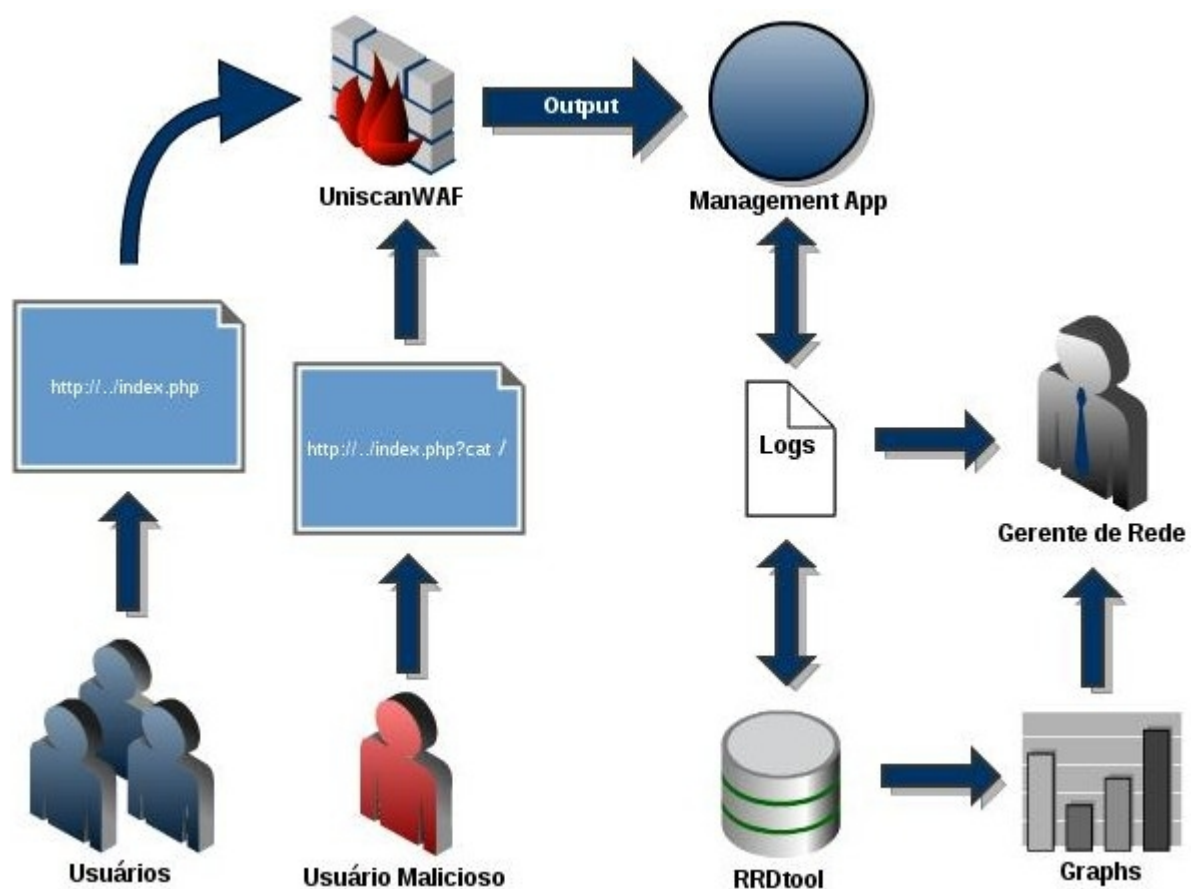 Output
UniscanWAF
Management App
http://../index.php
http://../index.php?cat /
Logs
Gerente de Rede
Usuários
Usuário Malicioso
RRDtool
Graphs